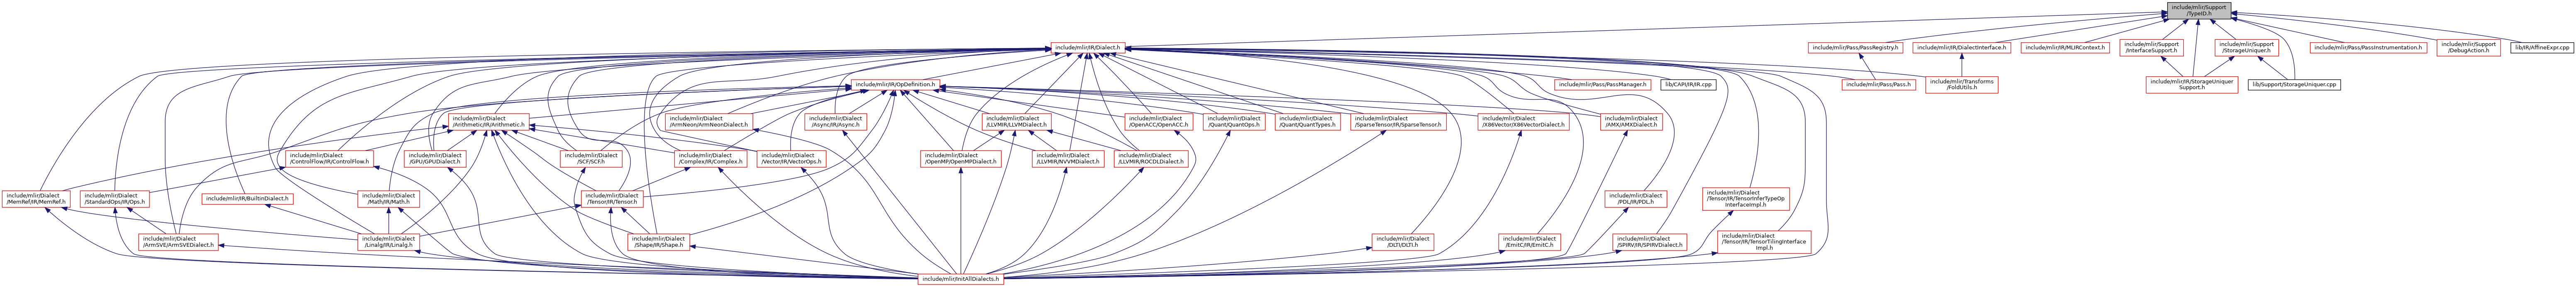 include/mlir/Support
/TypeID.h
include/mlir/IR/Dialect.h
include/mlir/Pass/PassRegistry.h
include/mlir/IR/DialectInterface.h
include/mlir/IR/MLIRContext.h
include/mlir/Support
/InterfaceSupport.h
include/mlir/Support
/StorageUniquer.h
include/mlir/Pass/PassInstrumentation.h
include/mlir/Support
/DebugAction.h
lib/IR/AffineExpr.cpp
include/mlir/IR/OpDefinition.h
include/mlir/Pass/PassManager.h
lib/CAPI/IR/IR.cpp
include/mlir/Pass/Pass.h
include/mlir/Transforms
/FoldUtils.h
include/mlir/IR/StorageUniquer
Support.h
lib/Support/StorageUniquer.cpp
include/mlir/Dialect
/Arithmetic/IR/Arithmetic.h
include/mlir/Dialect
/ArmNeon/ArmNeonDialect.h
include/mlir/Dialect
/Async/IR/Async.h
include/mlir/Dialect
/LLVMIR/LLVMDialect.h
include/mlir/Dialect
/OpenACC/OpenACC.h
include/mlir/Dialect
/Quant/QuantOps.h
include/mlir/Dialect
/Quant/QuantTypes.h
include/mlir/Dialect
/SparseTensor/IR/SparseTensor.h
include/mlir/Dialect
/X86Vector/X86VectorDialect.h
include/mlir/Dialect
/AMX/AMXDialect.h
include/mlir/Dialect
/ControlFlow/IR/ControlFlow.h
include/mlir/Dialect
/GPU/GPUDialect.h
include/mlir/Dialect
/SCF/SCF.h
include/mlir/Dialect
/Complex/IR/Complex.h
include/mlir/Dialect
/Vector/IR/VectorOps.h
include/mlir/Dialect
/OpenMP/OpenMPDialect.h
include/mlir/Dialect
/LLVMIR/NVVMDialect.h
include/mlir/Dialect
/LLVMIR/ROCDLDialect.h
include/mlir/Dialect
/MemRef/IR/MemRef.h
include/mlir/Dialect
/StandardOps/IR/Ops.h
include/mlir/IR/BuiltinDialect.h
include/mlir/Dialect
/Math/IR/Math.h
include/mlir/Dialect
/Tensor/IR/Tensor.h
include/mlir/Dialect
/PDL/IR/PDL.h
include/mlir/Dialect
/Tensor/IR/TensorInferTypeOp
InterfaceImpl.h
include/mlir/Dialect
/ArmSVE/ArmSVEDialect.h
include/mlir/Dialect
/Linalg/IR/Linalg.h
include/mlir/Dialect
/Shape/IR/Shape.h
include/mlir/Dialect
/DLTI/DLTI.h
include/mlir/Dialect
/EmitC/IR/EmitC.h
include/mlir/Dialect
/SPIRV/IR/SPIRVDialect.h
include/mlir/Dialect
/Tensor/IR/TensorTilingInterface
Impl.h
include/mlir/InitAllDialects.h